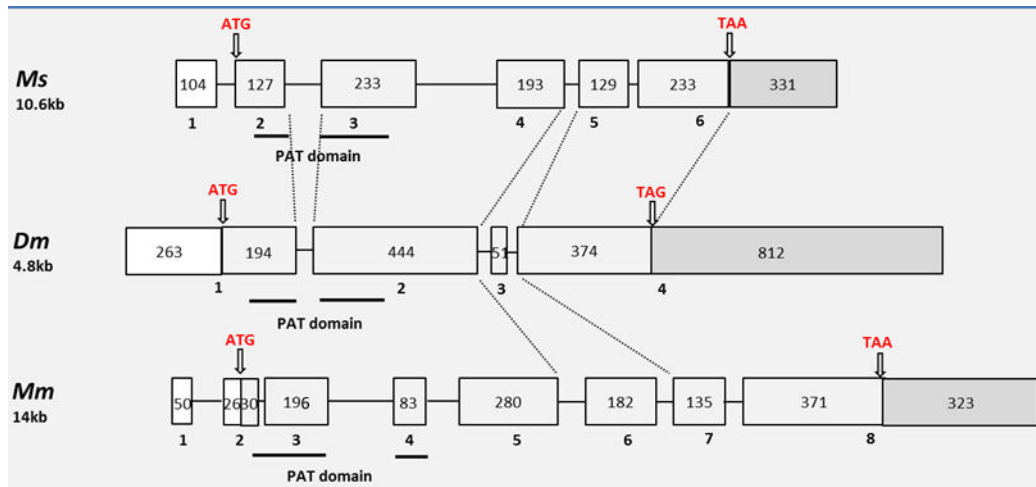 ATG TAA
Ms 104 127 233 193 129 233 331
10.6kb
1 2 3 4 5 6
PAT domain
ATG TAG
Dm 263 194 444 51 374 812
4.8kb
1 2 3 4
PAT domain
ATG TAA
Mm 50 26 30 196 83 280 182 135 371 323
14kb
1 2 3 4 5 6 7 8
PAT domain